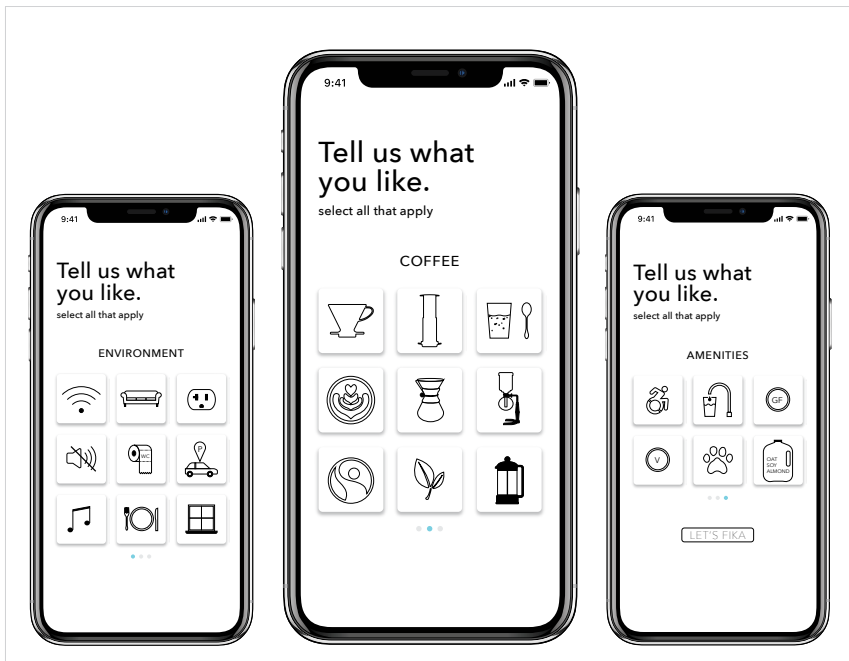 9:41
Tell us what
you like.
select all that apply
ENVIRONMENT
WC
P
9:41
Tell us what
you like.
select all that apply
COFFEE
9:41
Tell us what
you like.
select all that apply
AMENITIES
GF
V
OAT
SOY
ALMOND
LET'S FIKA